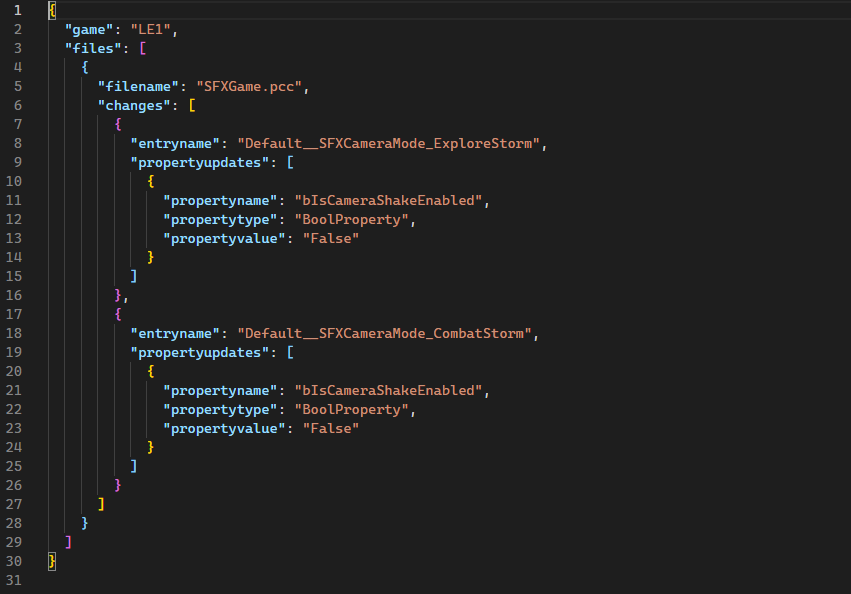 1 {
2   "game": "LE1",
3   "files": [
4     {
5       "filename": "SFXGame.pcc",
6       "changes": [
7         {
8           "entryname": "Default__SFXCameraMode_ExploreStorm",
9           "propertyupdates": [
10             {
11               "propertyname": "bIsCameraShakeEnabled",
12               "propertytype": "BoolProperty",
13               "propertyvalue": "False"
14             }
15           ]
16         },
17         {
18           "entryname": "Default__SFXCameraMode_CombatStorm",
19           "propertyupdates": [
20             {
21               "propertyname": "bIsCameraShakeEnabled",
22               "propertytype": "BoolProperty",
23               "propertyvalue": "False"
24             }
25           ]
26         }
27       ]
28     }
29   ]
30 }
31